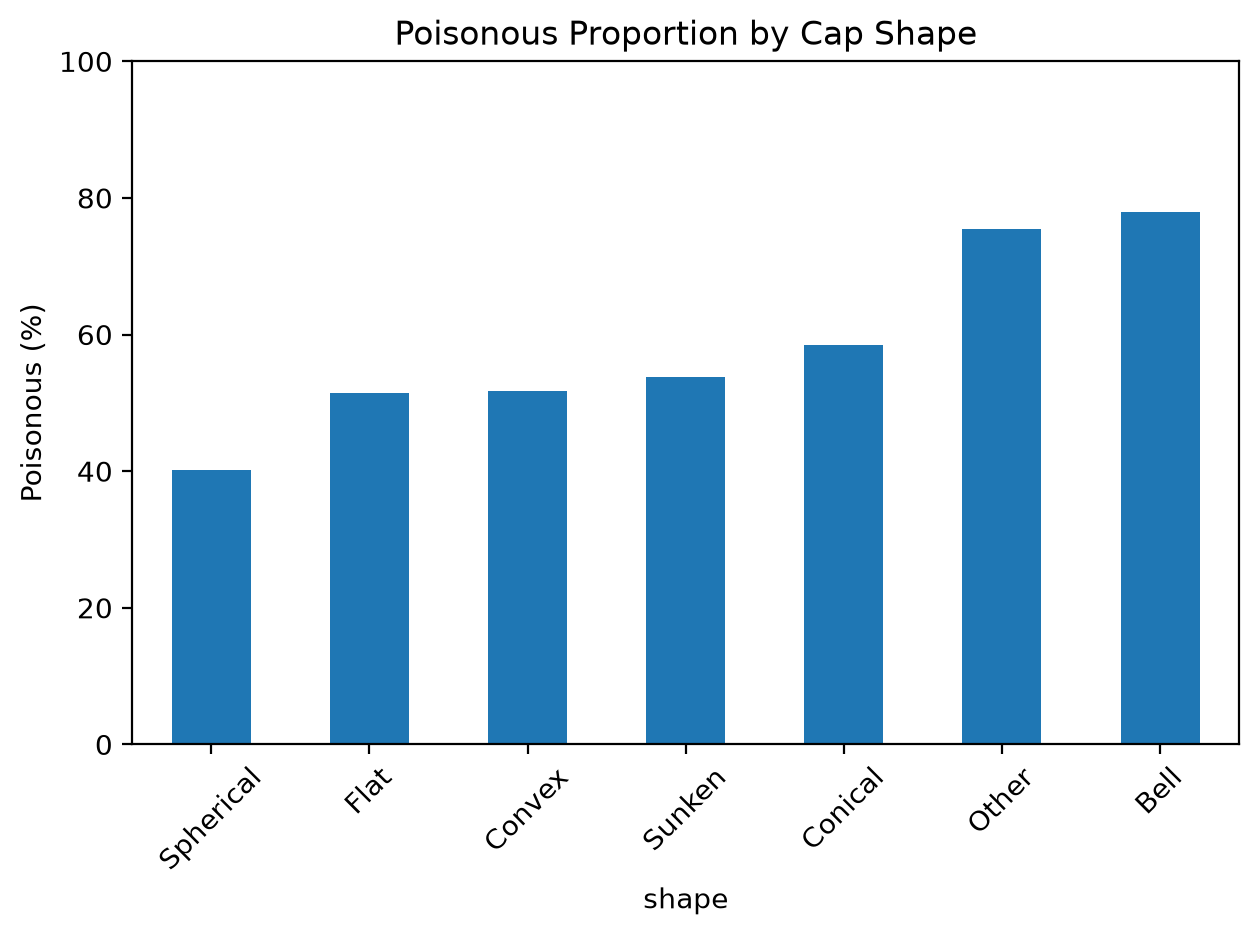 Poisonous Proportion by Cap Shape
Poisonous (%)
100
80
60
40
20
0
Spherical
Flat
Convex
Sunken
Conical
Other
Bell
shape